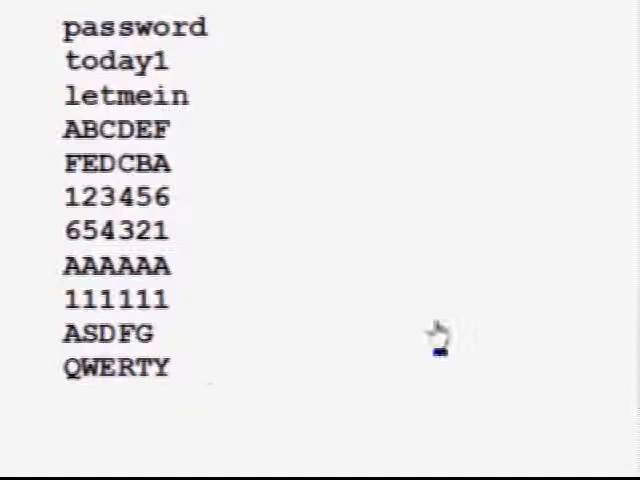 password
today1
letmein
ABCDEF
FEDCBA
123456
654321
AAAAAA
111111
ASDFG
QWERTY